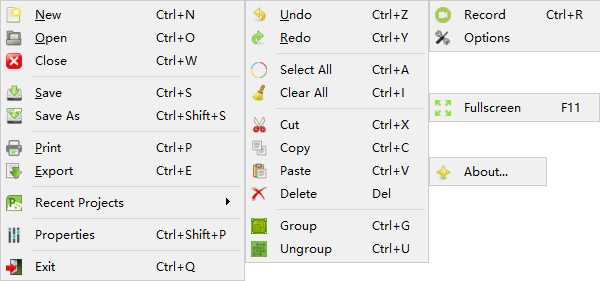 New Ctrl+N
Open Ctrl+O
Close Ctrl+W
Save Ctrl+S
Save As Ctrl+Shift+S
Print Ctrl+P
Export Ctrl+E
Recent Projects
Properties Ctrl+Shift+P
Exit Ctrl+Q
Undo Ctrl+Z
Redo Ctrl+Y
Select All Ctrl+A
Clear All Ctrl+I
Cut Ctrl+X
Copy Ctrl+C
Paste Ctrl+V
Delete Del
Group Ctrl+G
Ungroup Ctrl+U
Record Ctrl+R
Options
Fullscreen F11
About...